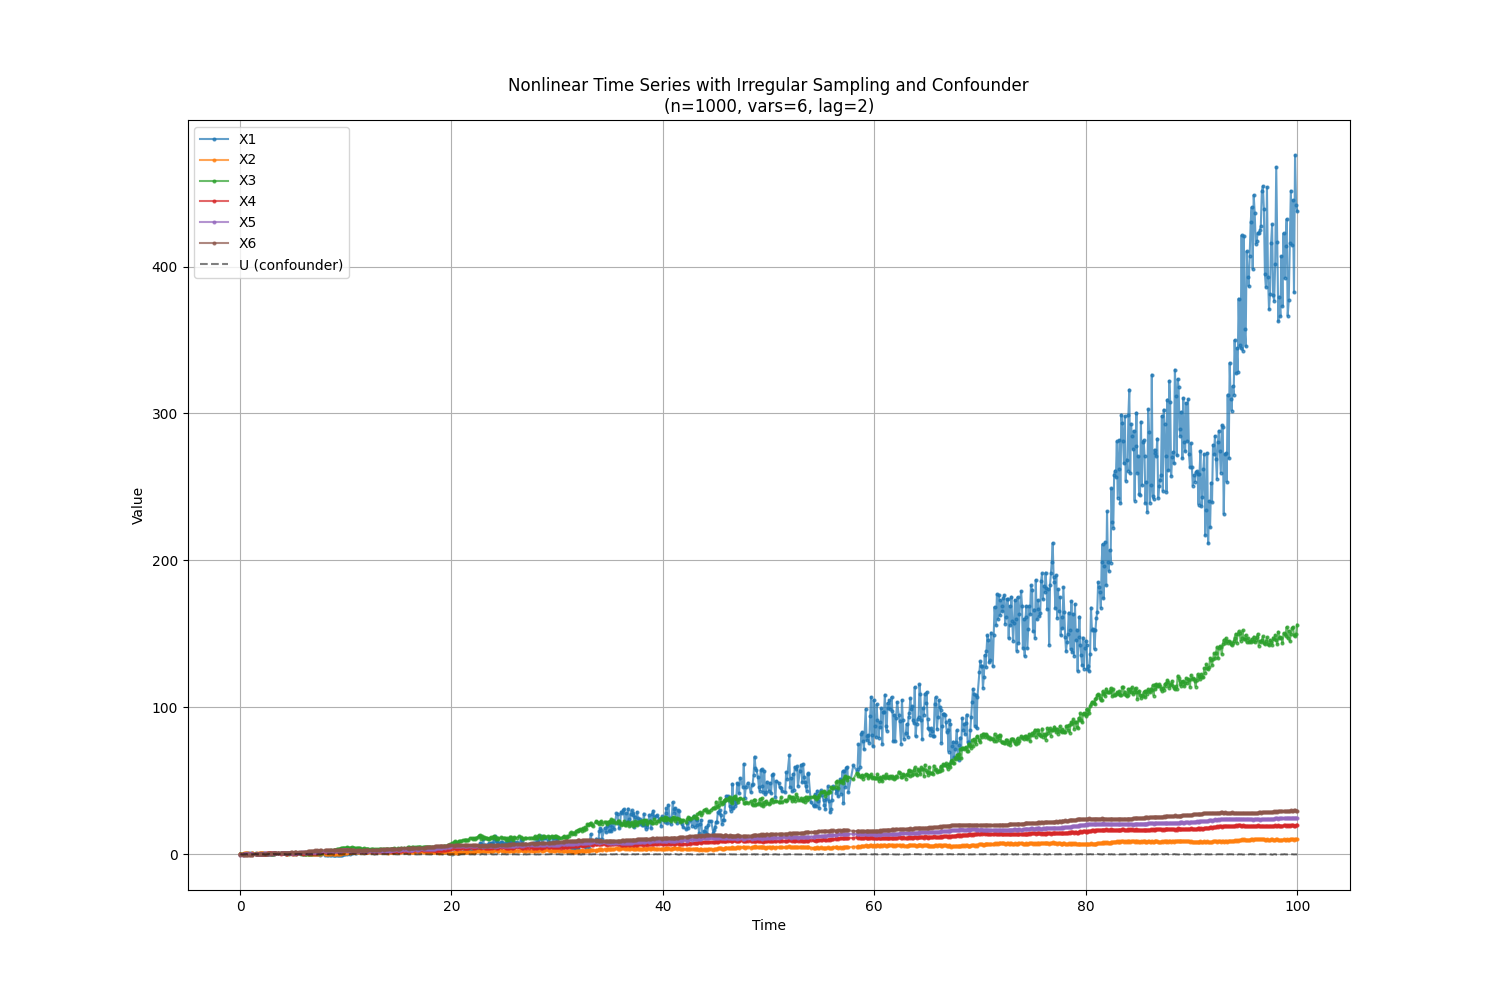 Nonlinear Time Series with Irregular Sampling and Confounder
(n=1000, vars=6, lag=2)
X1
X2
X3
X4
X5
X6
U (confounder)
400
300
200
100
0
Value
0 20 40 60 80 100
Time